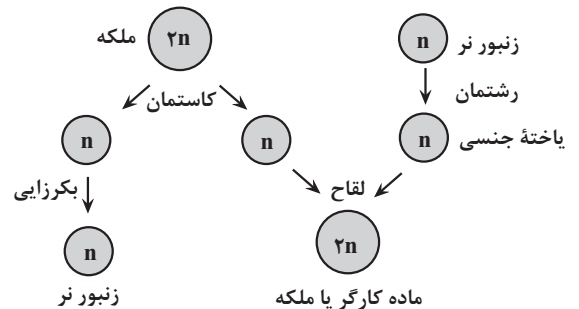 ملکه
۲n
زنبور نر
n
کاستمان
رشتمان
n
n
یاختهٔ جنسی
n
بکرزایی
لقاح
n
۲n
زنبور نر
ماده کارگر یا ملکه